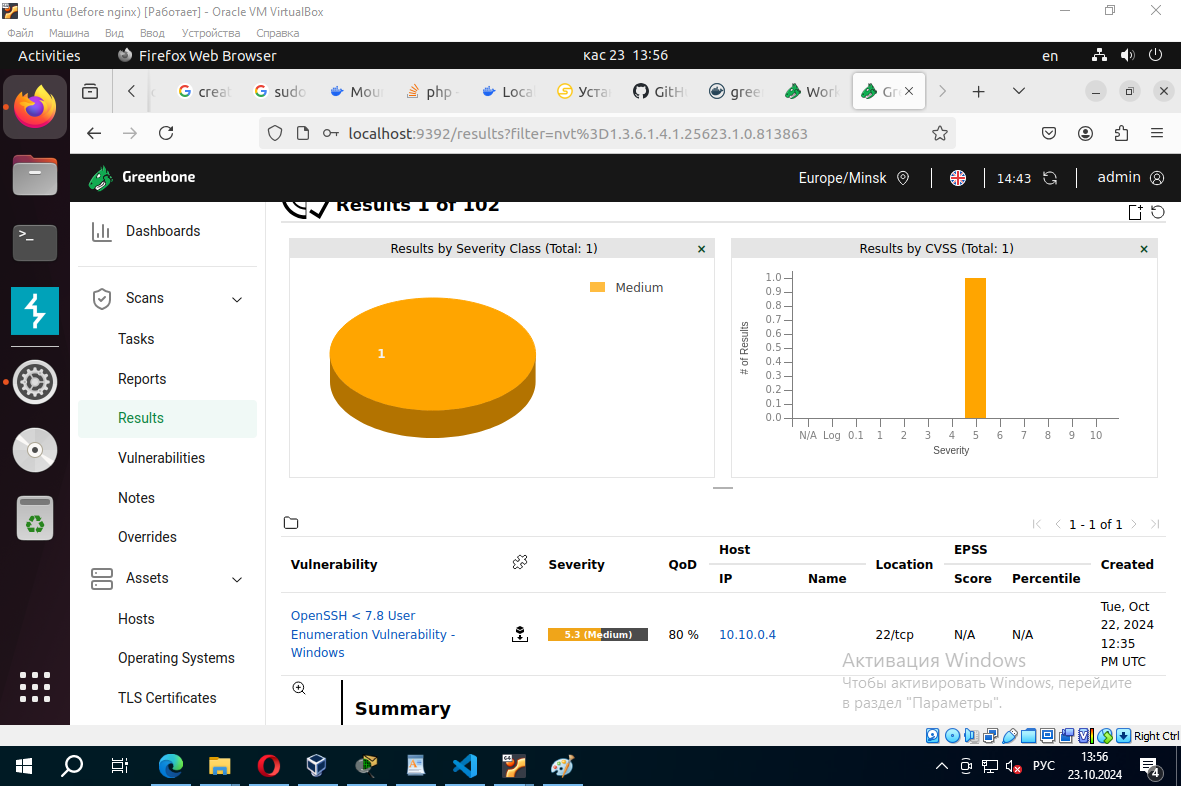 Ubuntu (Before nginx) [Работает] - Oracle VM VirtualBox
Файл Машина Вид Ввод Устройства Справка
Activities Firefox Web Browser кас 23 13:56 en
creat sudo Mou php Loca Уста GitHu gree Work Gre
localhost:9392/results?filter=nvt%3D1.3.6.1.4.1.25623.1.0.813863
Greenbone Europe/Minsk 14:43 admin
Results 1 of 102
Dashboards
Scans
Tasks
Reports
Results
Vulnerabilities
Notes
Overrides
Assets
Hosts
Operating Systems
TLS Certificates
Results by Severity Class (Total: 1)
Medium
1
Results by CVSS (Total: 1)
# of Results
1.0
0.9
0.8
0.7
0.6
0.5
0.4
0.3
0.2
0.1
0.0
N/A Log 0.1 1 2 3 4 5 6 7 8 9 10
Severity
1 - 1 of 1
Vulnerability Severity QoD Host Location EPSS Created
IP Name Score Percentile
OpenSSH < 7.8 User
Enumeration Vulnerability -
Windows
5.3 (Medium) 80 % 10.10.0.4 22/tcp N/A N/A
Tue, Oct
22, 2024
12:35
PM UTC
Summary
Активация Windows
Чтобы активировать Windows, перейдите
в раздел "Параметры".
Right Ctrl
РУС
13:56
23.10.2024
4